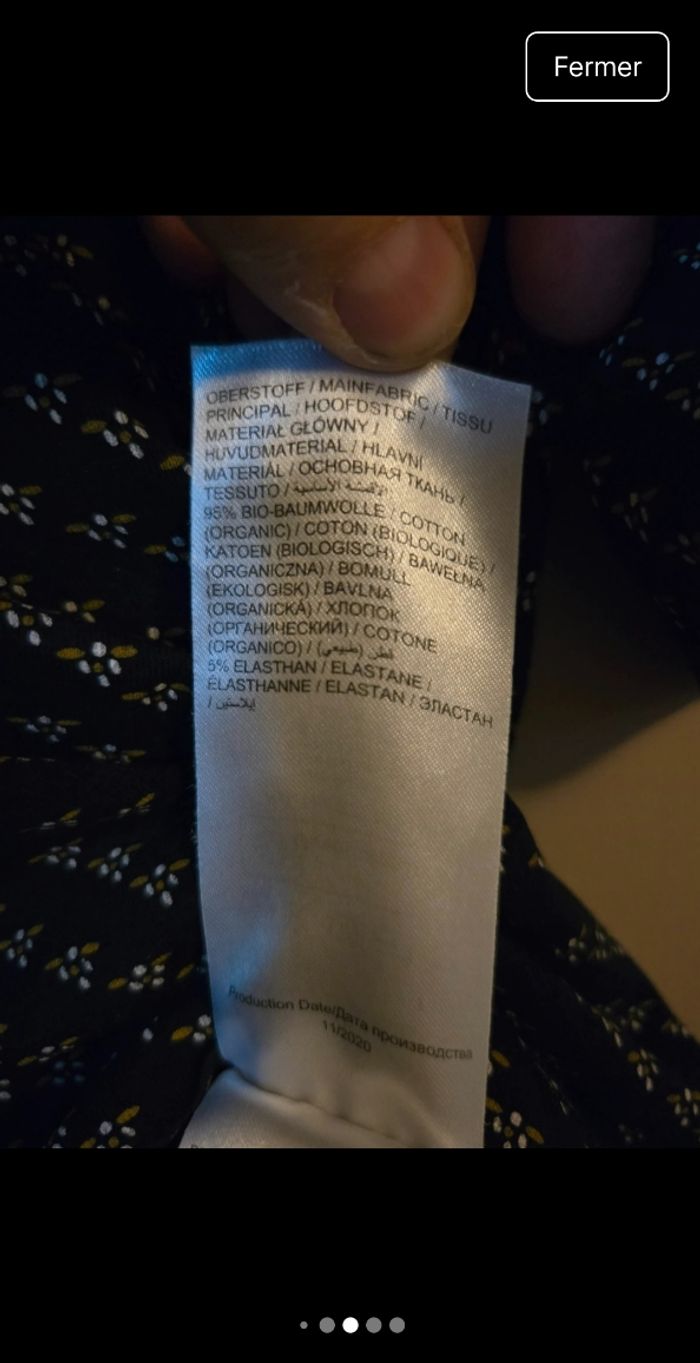 Fermer
OBERSTOFF / MAINFABRIC / TISSU
PRINCIPAL / HOOFDSTOF /
MATERIAŁ GŁÓWNY /
HUVUDMATERIAL / HLAVNÍ
MATERIÁL / ОСНОВНАЯ ТКАНЬ /
TESSUTO / الأقمشة الأساسية
95% BIO-BAUMWOLLE / COTTON
(ORGANIC) / COTON (BIOLOGIQUE) /
KATOEN (BIOLOGISCH) / BAWEŁNA
(ORGANICZNA) / BOMULL
(EKOLOGISK) / BAVLNA
(ORGANICKÁ) / ХЛОПОК
(ОРГАНИЧЕСКИЙ) / COTONE
(ORGANICO) / قطن (طبيعي)
5% ELASTHAN / ELASTANE /
ÉLASTHANNE / ELASTAN / ЭЛАСТАН
/ إيلاستين
Production Date/Дата производства
11/2020